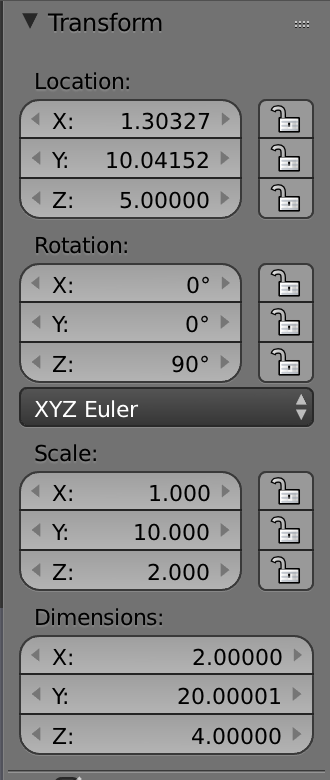 Transform
Location:
X: 1.30327
Y: 10.04152
Z: 5.00000
Rotation:
X: 0°
Y: 0°
Z: 90°
XYZ Euler
Scale:
X: 1.000
Y: 10.000
Z: 2.000
Dimensions:
X: 2.00000
Y: 20.00001
Z: 4.00000